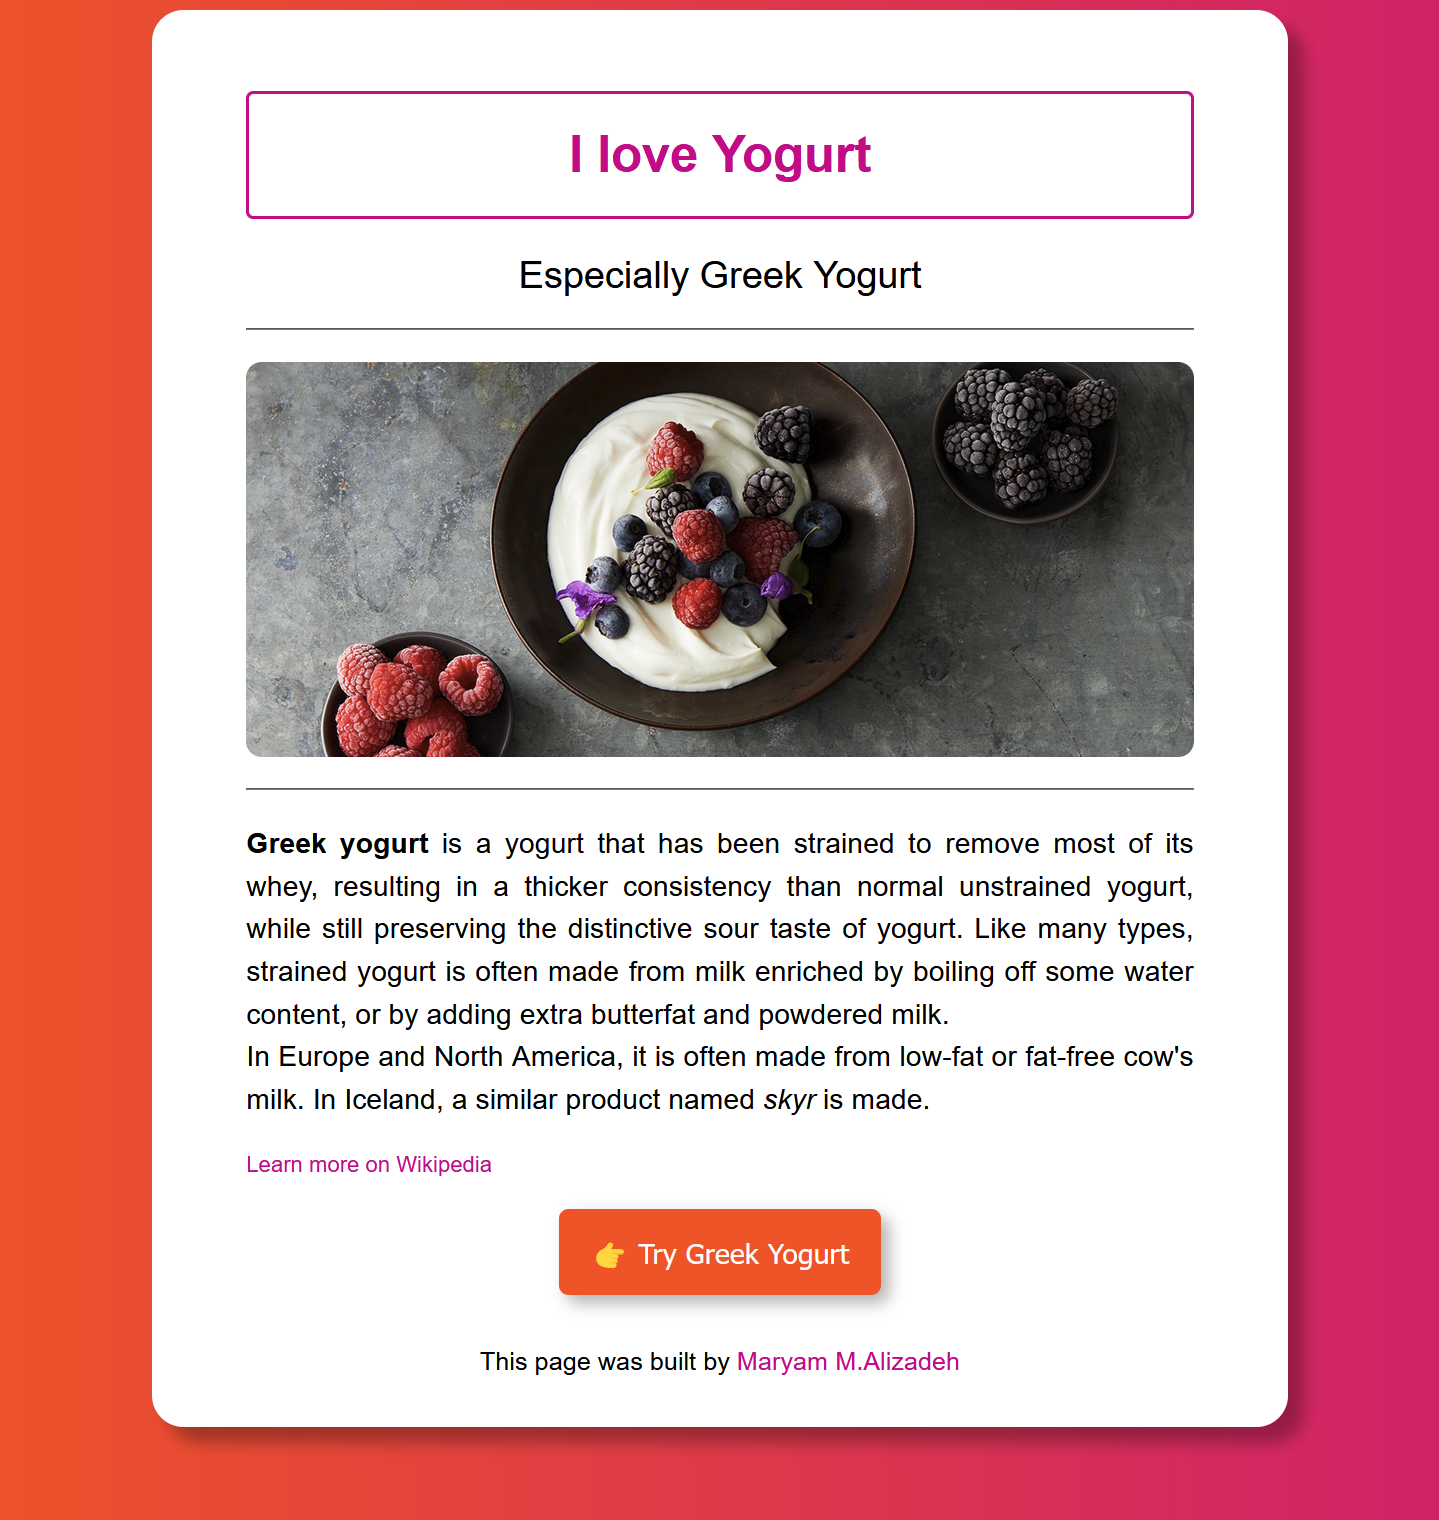 I love Yogurt
Especially Greek Yogurt
Greek yogurt is a yogurt that has been strained to remove most of its
whey, resulting in a thicker consistency than normal unstrained yogurt,
while still preserving the distinctive sour taste of yogurt. Like many types,
strained yogurt is often made from milk enriched by boiling off some water
content, or by adding extra butterfat and powdered milk.
In Europe and North America, it is often made from low-fat or fat-free cow's
milk. In Iceland, a similar product named skyr is made.
Learn more on Wikipedia
👉 Try Greek Yogurt
This page was built by Maryam M.Alizadeh